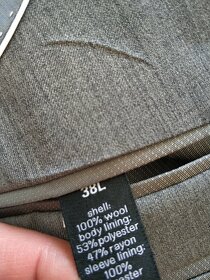 38L
shell:
100% wool
body lining:
53% polyester
47% rayon
sleeve lining:
100%